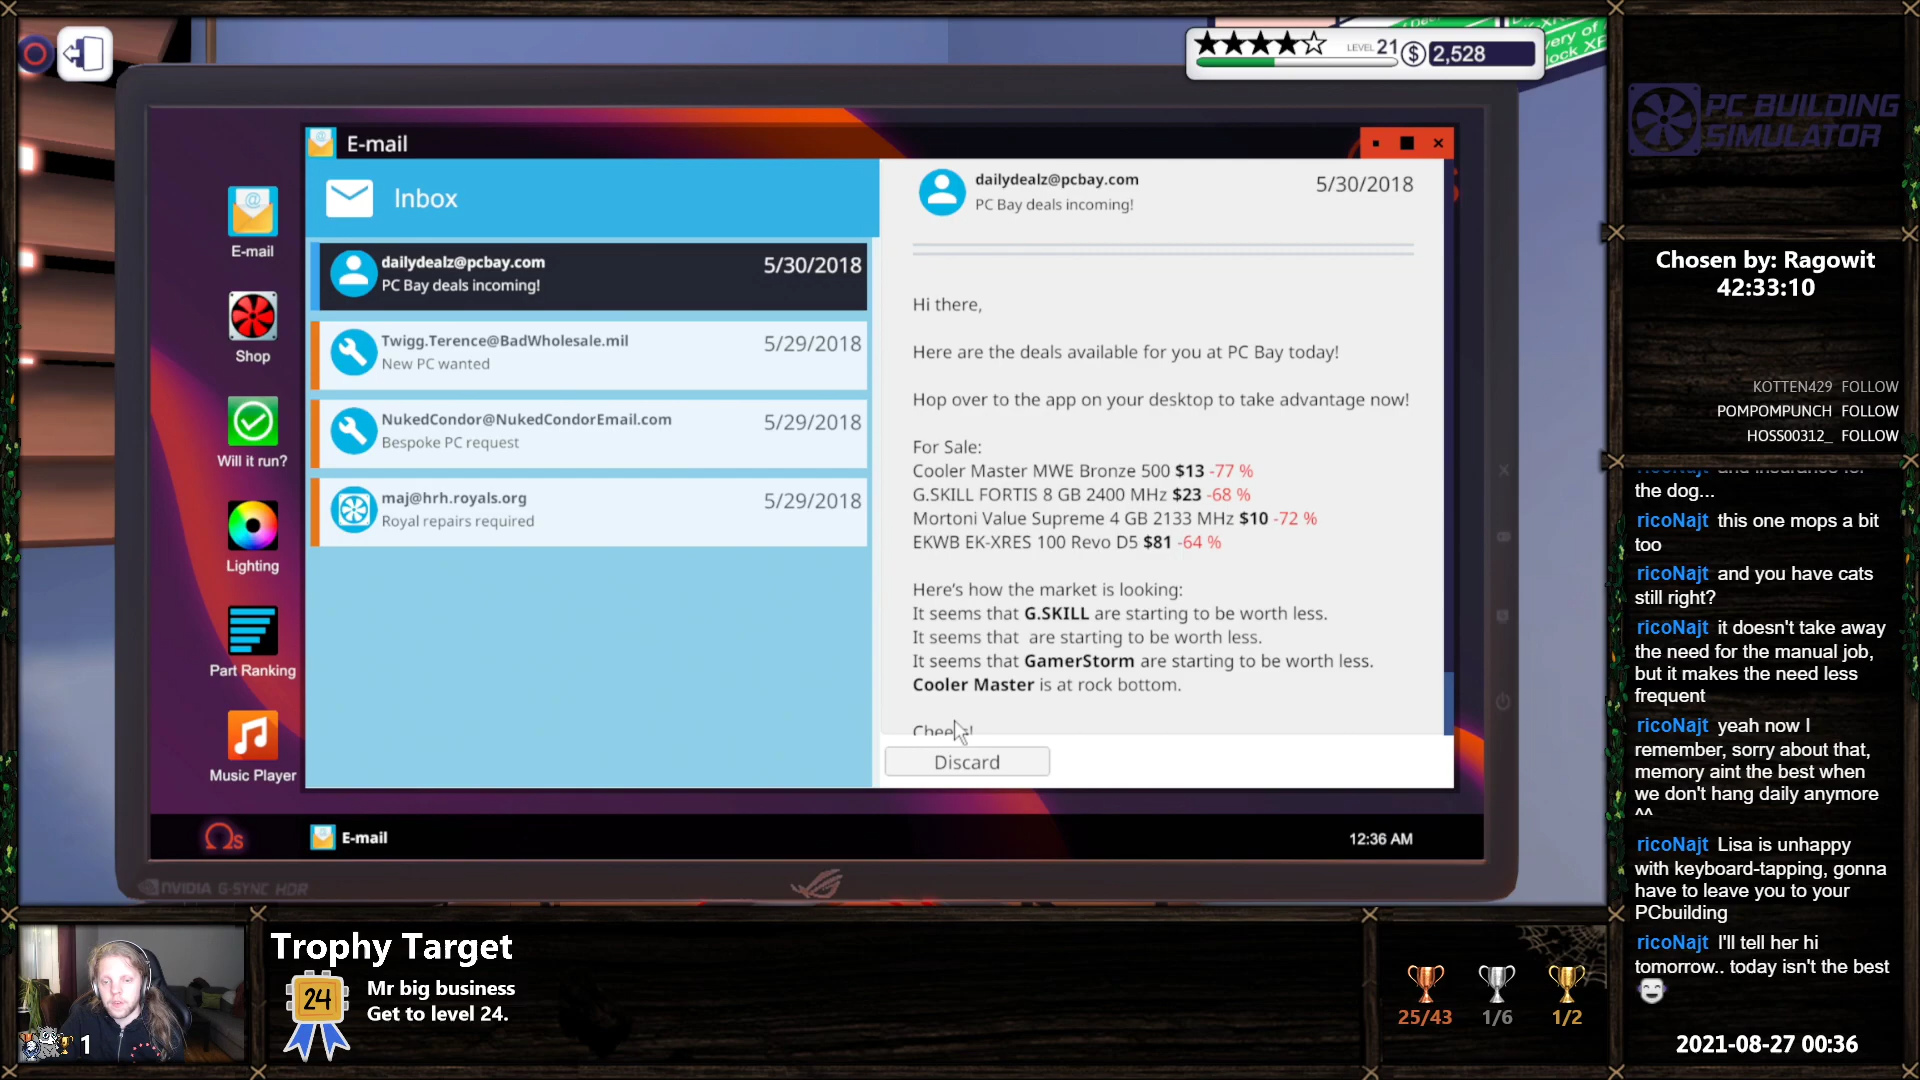 LEVEL 21
$ 2,528
E-mail
Inbox
dailydealz@pcbay.com
5/30/2018
PC Bay deals incoming!
Twigg.Terence@BadWholesale.mil
5/29/2018
New PC wanted
NukedCondor@NukedCondorEmail.com
5/29/2018
Bespoke PC request
maj@hrh.royals.org
5/29/2018
Royal repairs required
E-mail
Shop
Will it run?
Lighting
Part Ranking
Music Player
dailydealz@pcbay.com
5/30/2018
PC Bay deals incoming!
Hi there,
Here are the deals available for you at PC Bay today!
Hop over to the app on your desktop to take advantage now!
For Sale:
Cooler Master MWE Bronze 500 $13 -77 %
G.SKILL FORTIS 8 GB 2400 MHz $23 -68 %
Mortoni Value Supreme 4 GB 2133 MHz $10 -72 %
EKWB EK-XRES 100 Revo D5 $81 -64 %
Here's how the market is looking:
It seems that G.SKILL are starting to be worth less.
It seems that  are starting to be worth less.
It seems that GamerStorm are starting to be worth less.
Cooler Master is at rock bottom.
Discard
Ωs
E-mail
12:36 AM
NVIDIA G-SYNC HDR
PC BUILDING
SIMULATOR
Chosen by: Ragowit
42:33:10
KOTTEN429 FOLLOW
POMPOMPUNCH FOLLOW
HOSS00312_ FOLLOW
the dog...
ricoNajt this one mops a bit
too
ricoNajt and you have cats
still right?
ricoNajt it doesn't take away
the need for the manual job,
but it makes the need less
frequent
ricoNajt yeah now I
remember, sorry about that,
memory aint the best when
we don't hang daily anymore
^^
ricoNajt Lisa is unhappy
with keyboard-tapping, gonna
have to leave you to your
PCbuilding
ricoNajt I'll tell her hi
tomorrow.. today isn't the best
Trophy Target
24
Mr big business
Get to level 24.
1
25/43
1/6
1/2
2021-08-27 00:36